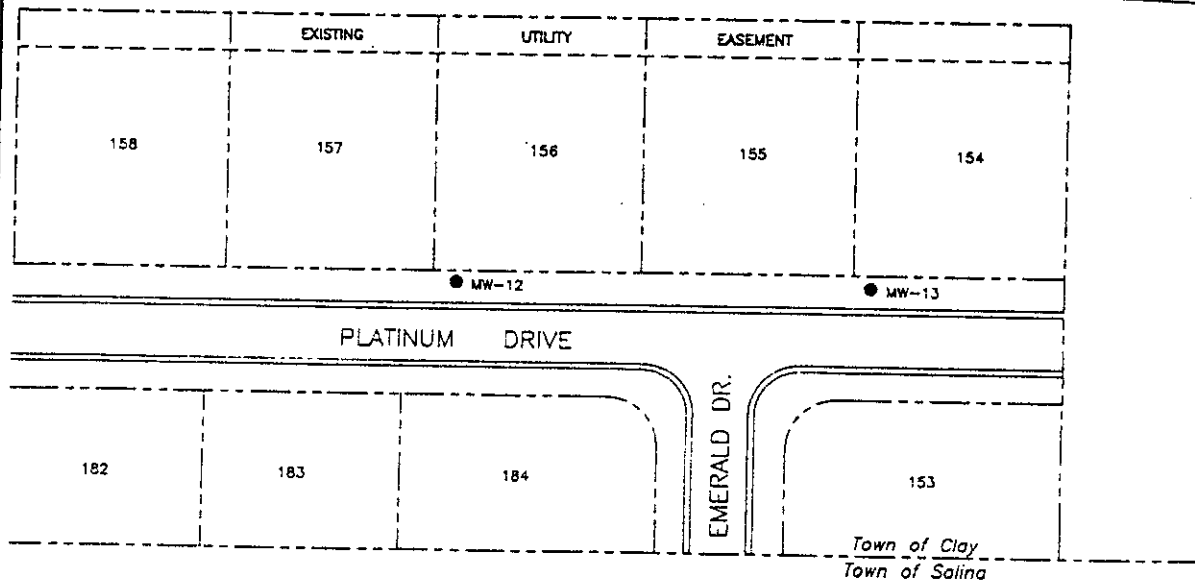 EXISTING UTILITY EASEMENT
158 157 156 155 154
MW-12 MW-13
PLATINUM DRIVE
EMERALD DR.
182 183 184 153
Town of Clay
Town of Salina